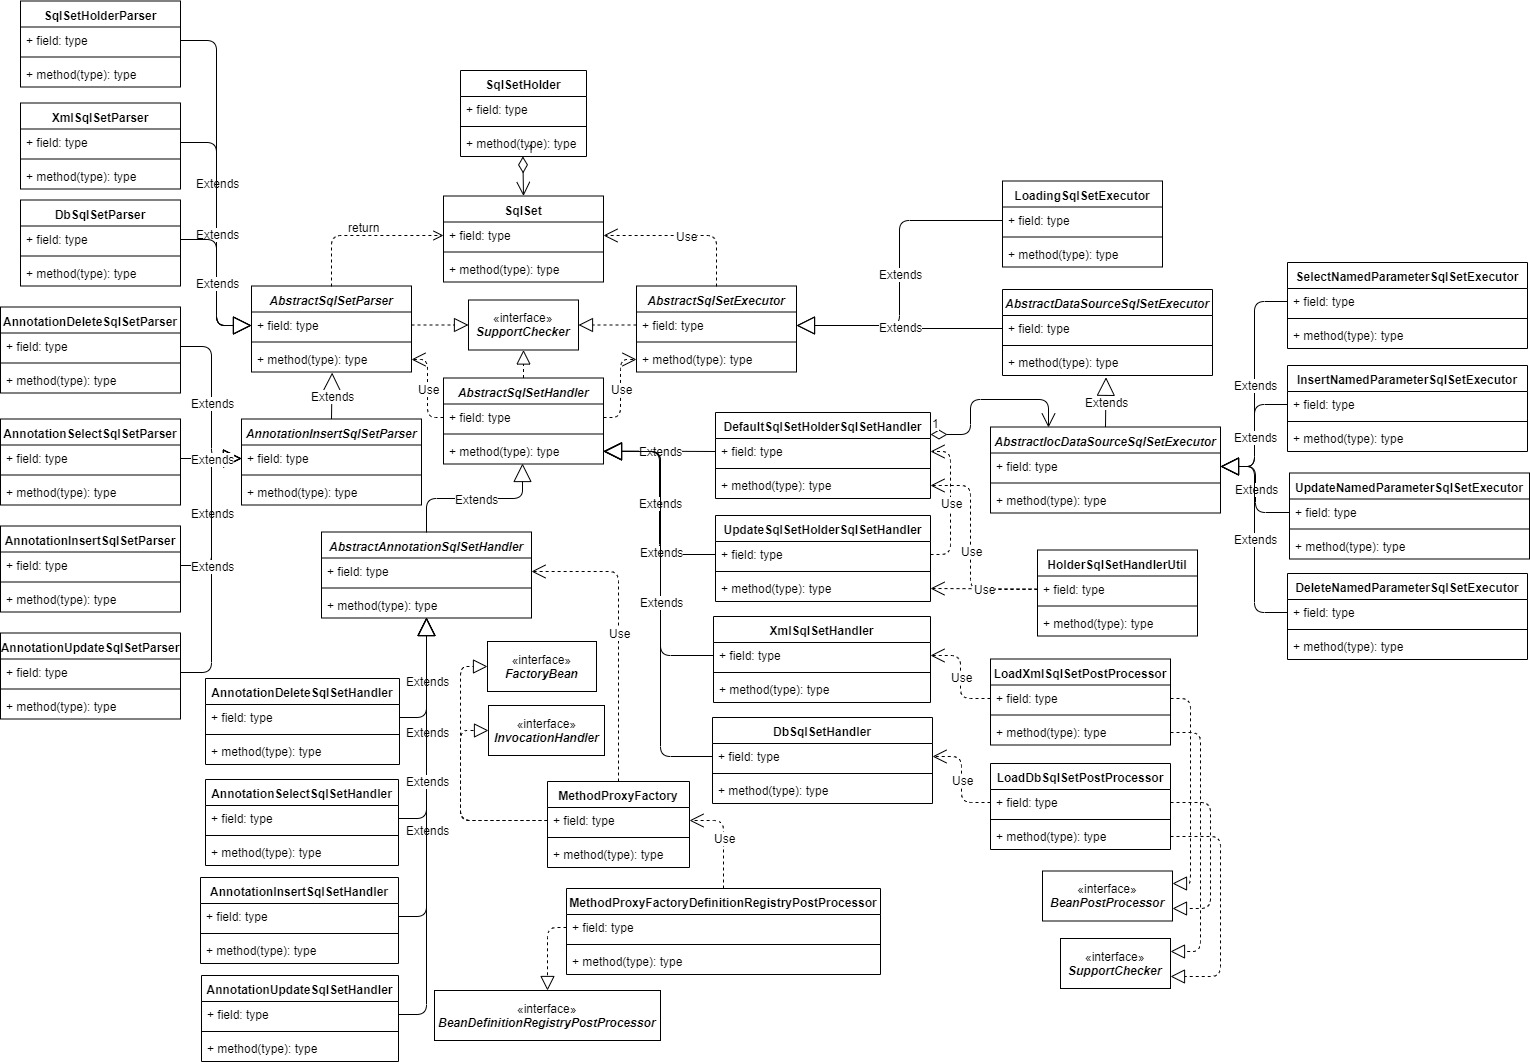 SqlSetHolderParser
+ field: type
+ method(type): type
XmlSqlSetParser
+ field: type
+ method(type): type
Extends
DbSqlSetParser
+ field: type
+ method(type): type
Extends
Extends
SqlSetHolder
+ field: type
+ method(type): type
1
SqlSet
+ field: type
+ method(type): type
return
Use
AbstractSqlSetParser
+ field: type
+ method(type): type
«interface»
SupportChecker
AbstractSqlSetExecutor
+ field: type
+ method(type): type
LoadingSqlSetExecutor
+ field: type
+ method(type): type
Extends
Extends
AbstractDataSourceSqlSetExecutor
+ field: type
+ method(type): type
Extends
SelectNamedParameterSqlSetExecutor
+ field: type
+ method(type): type
Extends
InsertNamedParameterSqlSetExecutor
+ field: type
+ method(type): type
Extends
UpdateNamedParameterSqlSetExecutor
+ field: type
+ method(type): type
Extends
Extends
DeleteNamedParameterSqlSetExecutor
+ field: type
+ method(type): type
AnnotationDeleteSqlSetParser
+ field: type
+ method(type): type
Extends
AnnotationSelectSqlSetParser
+ field: type
+ method(type): type
Extends
Extends
AnnotationInsertSqlSetParser
+ field: type
+ method(type): type
Extends
AnnotationUpdateSqlSetParser
+ field: type
+ method(type): type
Extends
AnnotationInsertSqlSetParser
+ field: type
+ method(type): type
Use
Use
AbstractSqlSetHandler
+ field: type
+ method(type): type
Extends
Extends
Extends
Extends
Extends
DefaultSqlSetHolderSqlSetHandler
+ field: type
+ method(type): type
1
AbstractIocDataSourceSqlSetExecutor
+ field: type
+ method(type): type
Use
Use
Use
UpdateSqlSetHolderSqlSetHandler
+ field: type
+ method(type): type
HolderSqlSetHandlerUtil
+ field: type
+ method(type): type
AbstractAnnotationSqlSetHandler
+ field: type
+ method(type): type
Use
XmlSqlSetHandler
+ field: type
+ method(type): type
Use
LoadXmlSqlSetPostProcessor
+ field: type
+ method(type): type
«interface»
FactoryBean
«interface»
InvocationHandler
DbSqlSetHandler
+ field: type
+ method(type): type
Use
LoadDbSqlSetPostProcessor
+ field: type
+ method(type): type
AnnotationDeleteSqlSetHandler
+ field: type
+ method(type): type
Extends
Extends
Extends
Extends
AnnotationSelectSqlSetHandler
+ field: type
+ method(type): type
MethodProxyFactory
+ field: type
+ method(type): type
Use
AnnotationInsertSqlSetHandler
+ field: type
+ method(type): type
MethodProxyFactoryDefinitionRegistryPostProcessor
+ field: type
+ method(type): type
«interface»
BeanPostProcessor
«interface»
SupportChecker
AnnotationUpdateSqlSetHandler
+ field: type
+ method(type): type
«interface»
BeanDefinitionRegistryPostProcessor